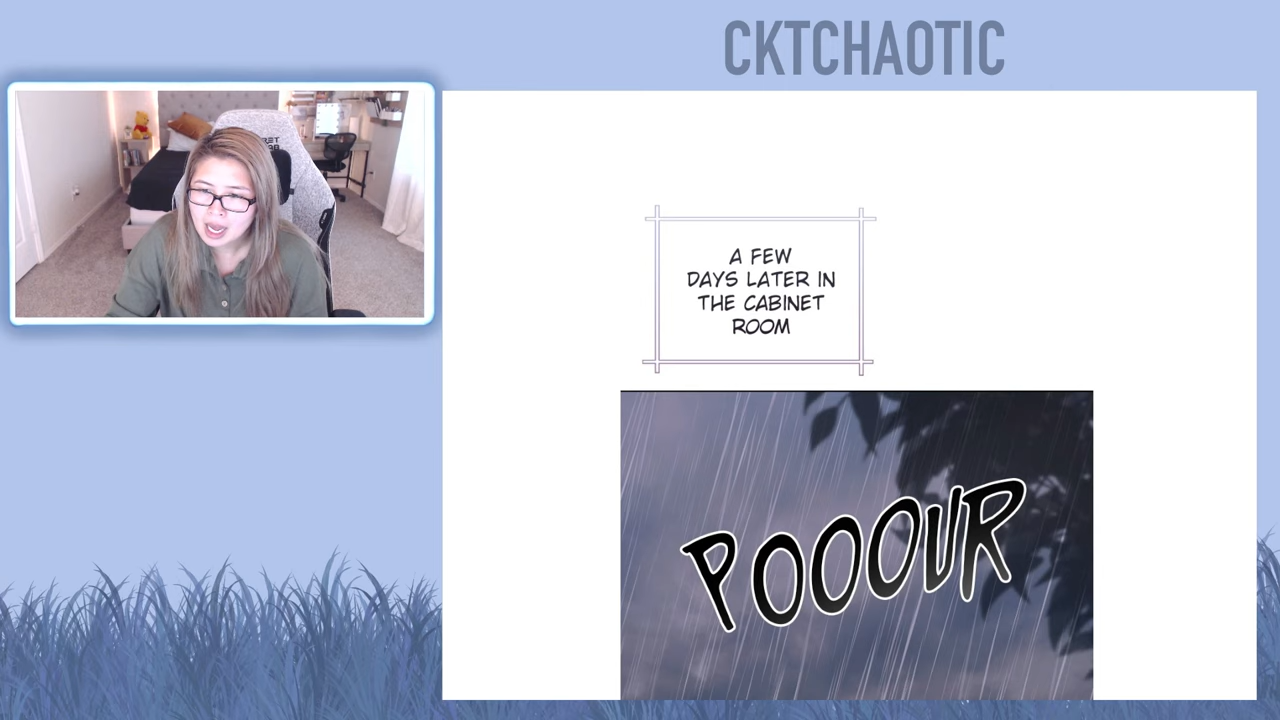 CKTCHAOTIC
A FEW
DAYS LATER IN
THE CABINET
ROOM
POOOUR